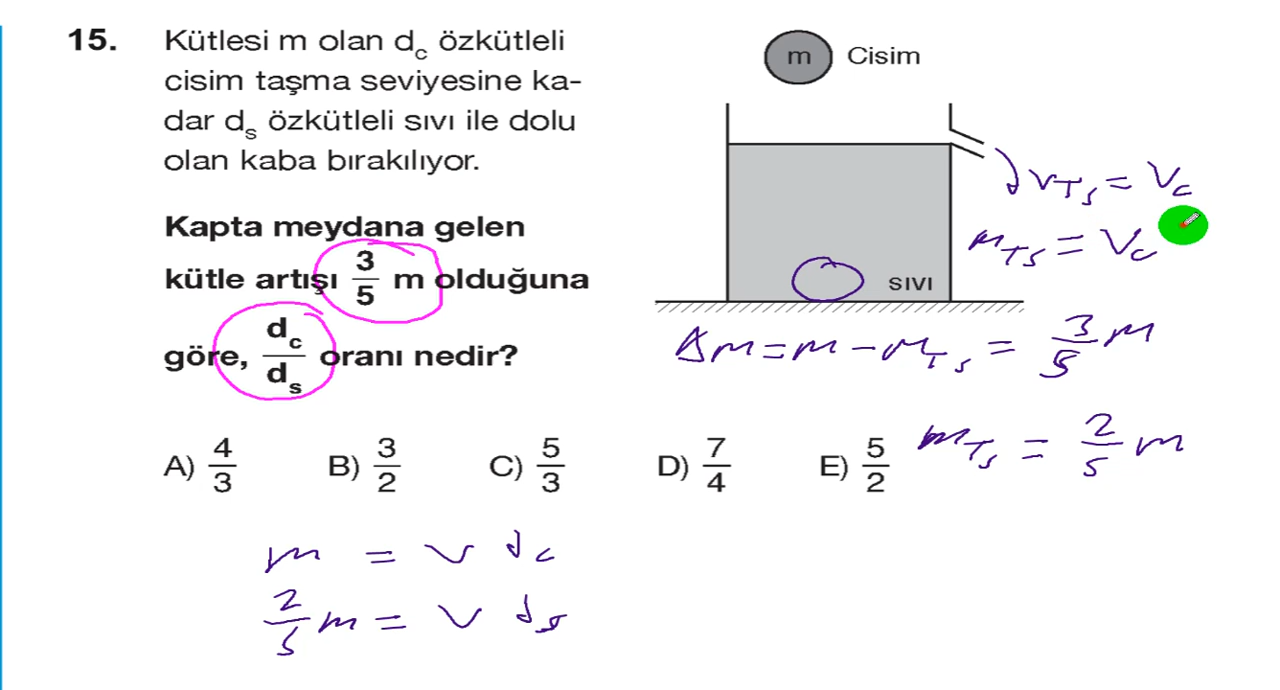 15. Kütlesi m olan d_c özkütleli
cisim taşma seviyesine ka-
dar d_s özkütleli sıvı ile dolu
olan kaba bırakılıyor.
Kapta meydana gelen
kütle artışı 3/5 m olduğuna
göre, d_c/d_s oranı nedir?
m Cisim
SIVI
V_TS = V_c
m_TS = V_c
Δm = m - m_TS = 3/5 m
m_TS = 2/5 m
A) 4/3 B) 3/2 C) 5/3 D) 7/4 E) 5/2
m = V d_c
2/5 m = V d_s